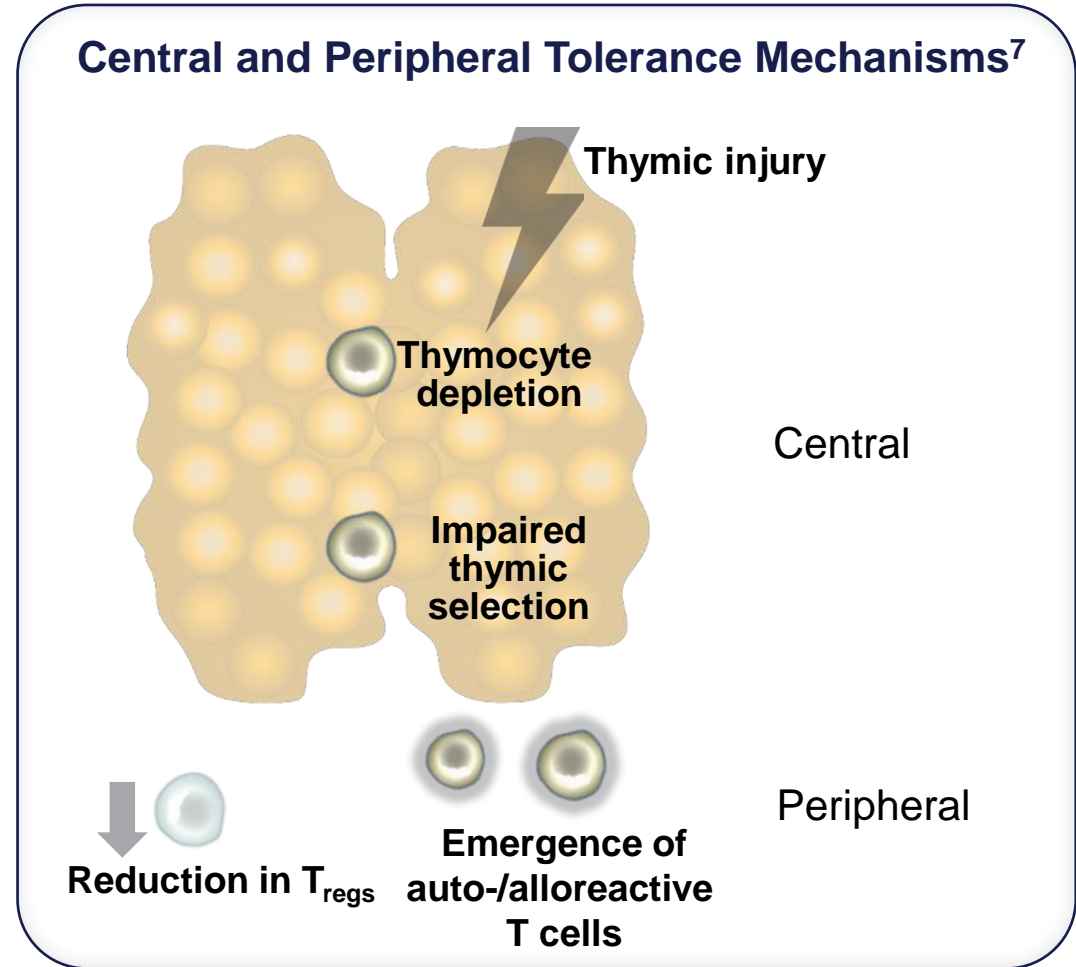 Central and Peripheral Tolerance Mechanisms⁷
Thymic injury
Thymocyte
depletion
Central
Impaired
thymic
selection
Peripheral
Reduction in Tregs
Emergence of
auto-/alloreactive
T cells